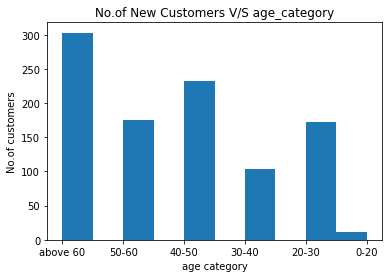 No.of New Customers V/S age_category
300
250
200
150
100
50
0
No.of customers
above 60 50-60 40-50 30-40 20-30 0-20
age category